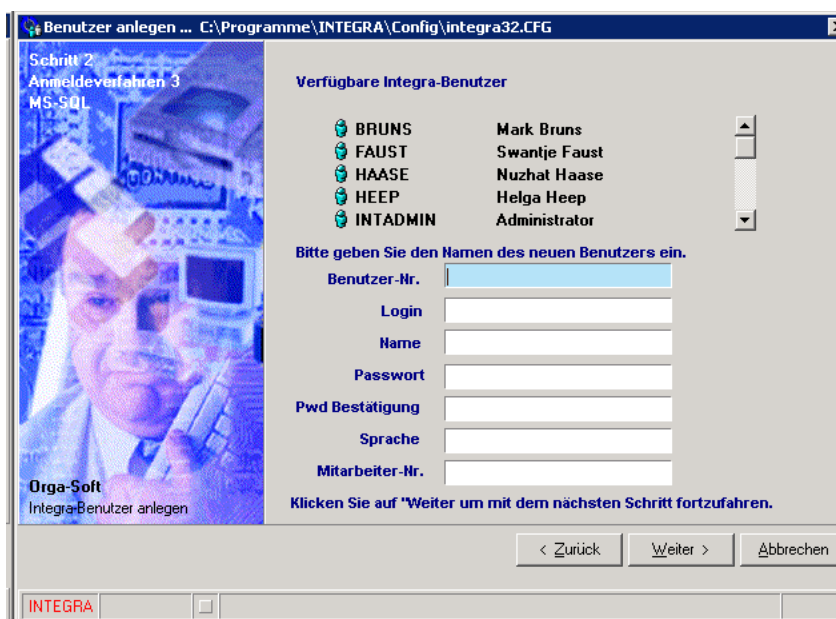 Benutzer anlegen ... C:\Programme\INTEGRA\Config\integra32.CFG
Schritt 2
Anmeldeverfahren 3
MS-SQL
Verfügbare Integra-Benutzer
BRUNS Mark Bruns
FAUST Swantje Faust
HAASE Nuzhat Haase
HEEP Helga Heep
INTADMIN Administrator
Bitte geben Sie den Namen des neuen Benutzers ein.
Benutzer-Nr.
Login
Name
Passwort
Pwd Bestätigung
Sprache
Mitarbeiter-Nr.
Orga-Soft
Integra-Benutzer anlegen
Klicken Sie auf "Weiter um mit dem nächsten Schritt fortzufahren.
< Zurück Weiter > Abbrechen
INTEGRA